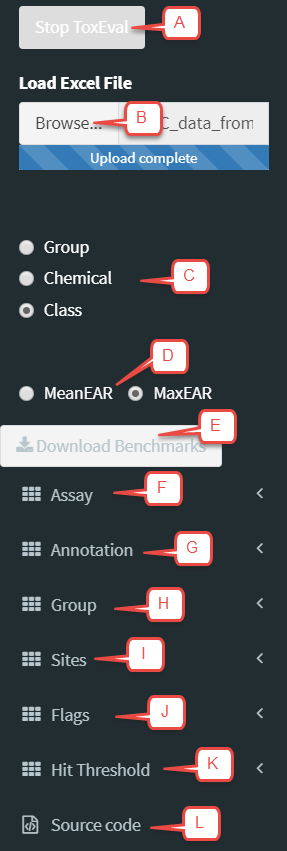 Stop ToxEval A
Load Excel File
Browse... B C_data_from
Upload complete
Group
Chemical C
Class
D
MeanEAR MaxEAR
E
Download Benchmarks
Assay F
Annotation G
Group H
Sites I
Flags J
Hit Threshold K
Source code L